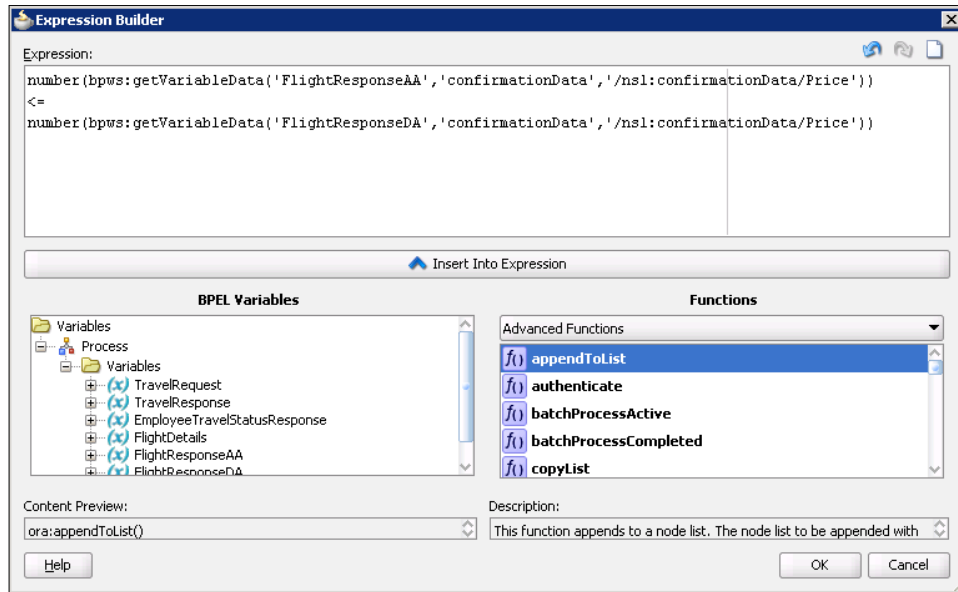 Expression Builder
Expression:
number(bpws:getVariableData('FlightResponseAA','confirmationData','/nsl:confirmationData/Price'))
<=
number(bpws:getVariableData('FlightResponseDA','confirmationData','/nsl:confirmationData/Price'))
Insert Into Expression
BPEL Variables
Variables
Process
Variables
(x) TravelRequest
(x) TravelResponse
(x) EmployeeTravelStatusResponse
(x) FlightDetails
(x) FlightResponseAA
(x) FlightResponseDA
Functions
Advanced Functions
f() appendToList
f() authenticate
f() batchProcessActive
f() batchProcessCompleted
f() copyList
Content Preview:
ora:appendToList()
Description:
This function appends to a node list. The node list to be appended with
Help
OK
Cancel